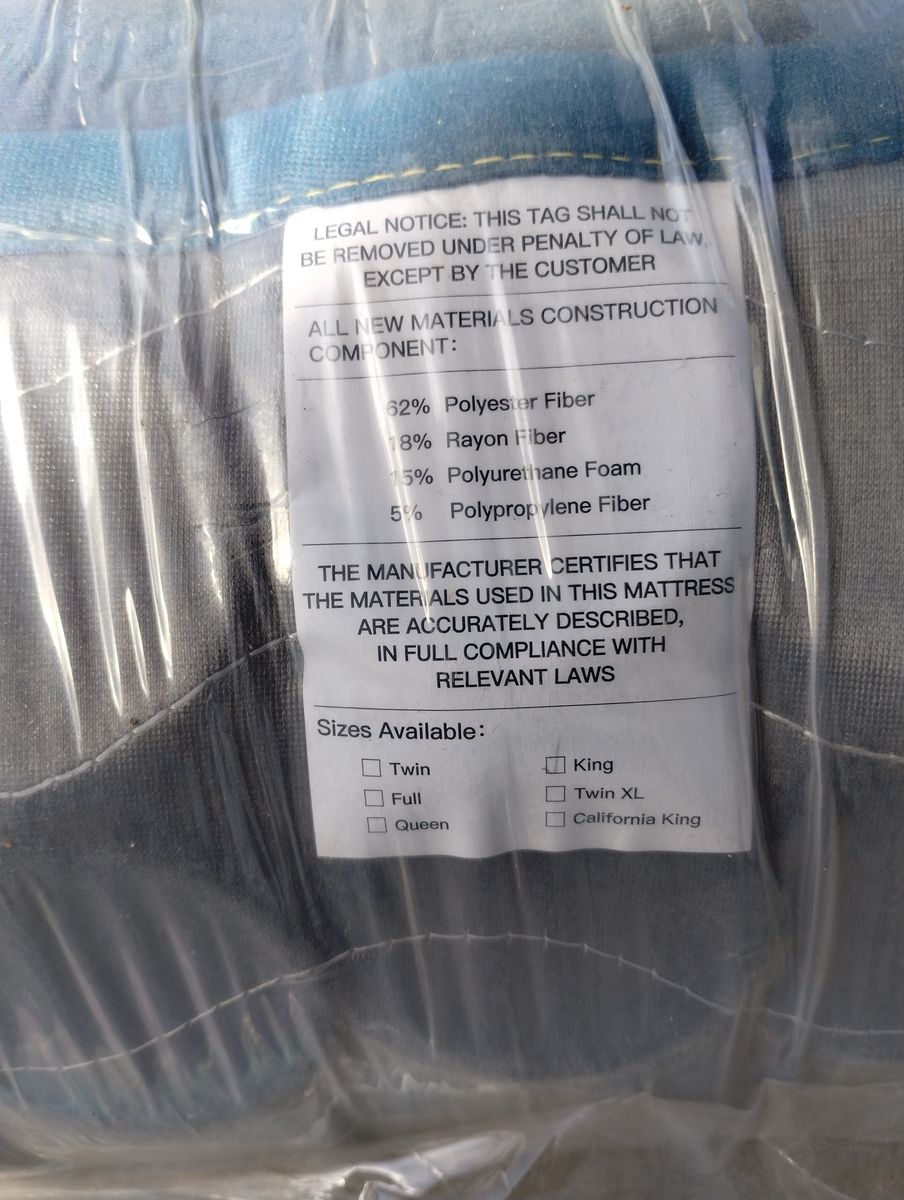 LEGAL NOTICE: THIS TAG SHALL NOT
BE REMOVED UNDER PENALTY OF LAW,
EXCEPT BY THE CUSTOMER
ALL NEW MATERIALS CONSTRUCTION
COMPONENT:
62% Polyester Fiber
18% Rayon Fiber
15% Polyurethane Foam
5% Polypropylene Fiber
THE MANUFACTURER CERTIFIES THAT
THE MATERIALS USED IN THIS MATTRESS
ARE ACCURATELY DESCRIBED,
IN FULL COMPLIANCE WITH
RELEVANT LAWS
Sizes Available:
Twin King
Full Twin XL
Queen California King